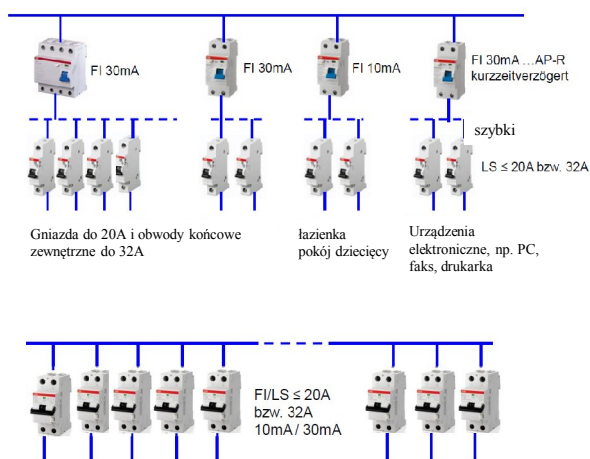 FI 30mA
FI 30mA
FI 10mA
FI 30mA ...AP-R
kurzzeitverzögert
szybki
LS ≤ 20A bzw. 32A
Gniazda do 20A i obwody końcowe
zewnętrzne do 32A
łazienka
pokój dziecięcy
Urządzenia
elektroniczne, np. PC,
faks, drukarka
FI/LS ≤ 20A
bzw. 32A
10mA / 30mA